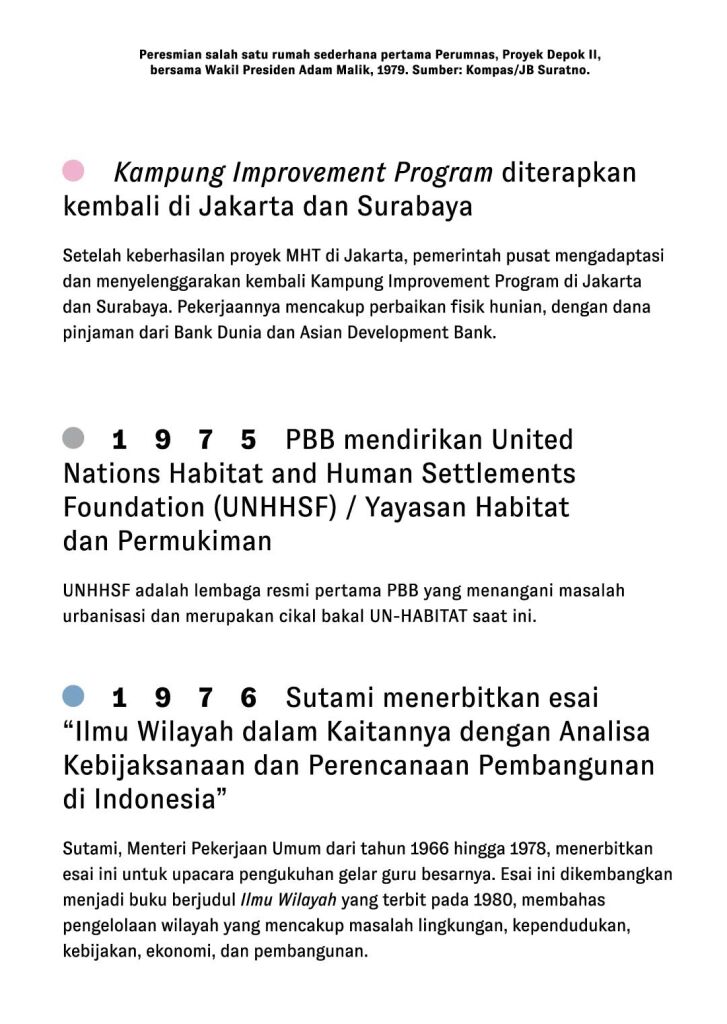 Peresmian salah satu rumah sederhana pertama Perumnas, Proyek Depok II,
bersama Wakil Presiden Adam Malik, 1979. Sumber: Kompas/JB Suratno.
Kampung Improvement Program diterapkan
kembali di Jakarta dan Surabaya
Setelah keberhasilan proyek MHT di Jakarta, pemerintah pusat mengadaptasi
dan menyelenggarakan kembali Kampung Improvement Program di Jakarta
dan Surabaya. Pekerjaannya mencakup perbaikan fisik hunian, dengan dana
pinjaman dari Bank Dunia dan Asian Development Bank.
1 9 7 5 PBB mendirikan United
Nations Habitat and Human Settlements
Foundation (UNHHSF) / Yayasan Habitat
dan Permukiman
UNHHSF adalah lembaga resmi pertama PBB yang menangani masalah
urbanisasi dan merupakan cikal bakal UN-HABITAT saat ini.
1 9 7 6 Sutami menerbitkan esai
“Ilmu Wilayah dalam Kaitannya dengan Analisa
Kebijaksanaan dan Perencanaan Pembangunan
di Indonesia”
Sutami, Menteri Pekerjaan Umum dari tahun 1966 hingga 1978, menerbitkan
esai ini untuk upacara pengukuhan gelar guru besarnya. Esai ini dikembangkan
menjadi buku berjudul Ilmu Wilayah yang terbit pada 1980, membahas
pengelolaan wilayah yang mencakup masalah lingkungan, kependudukan,
kebijakan, ekonomi, dan pembangunan.